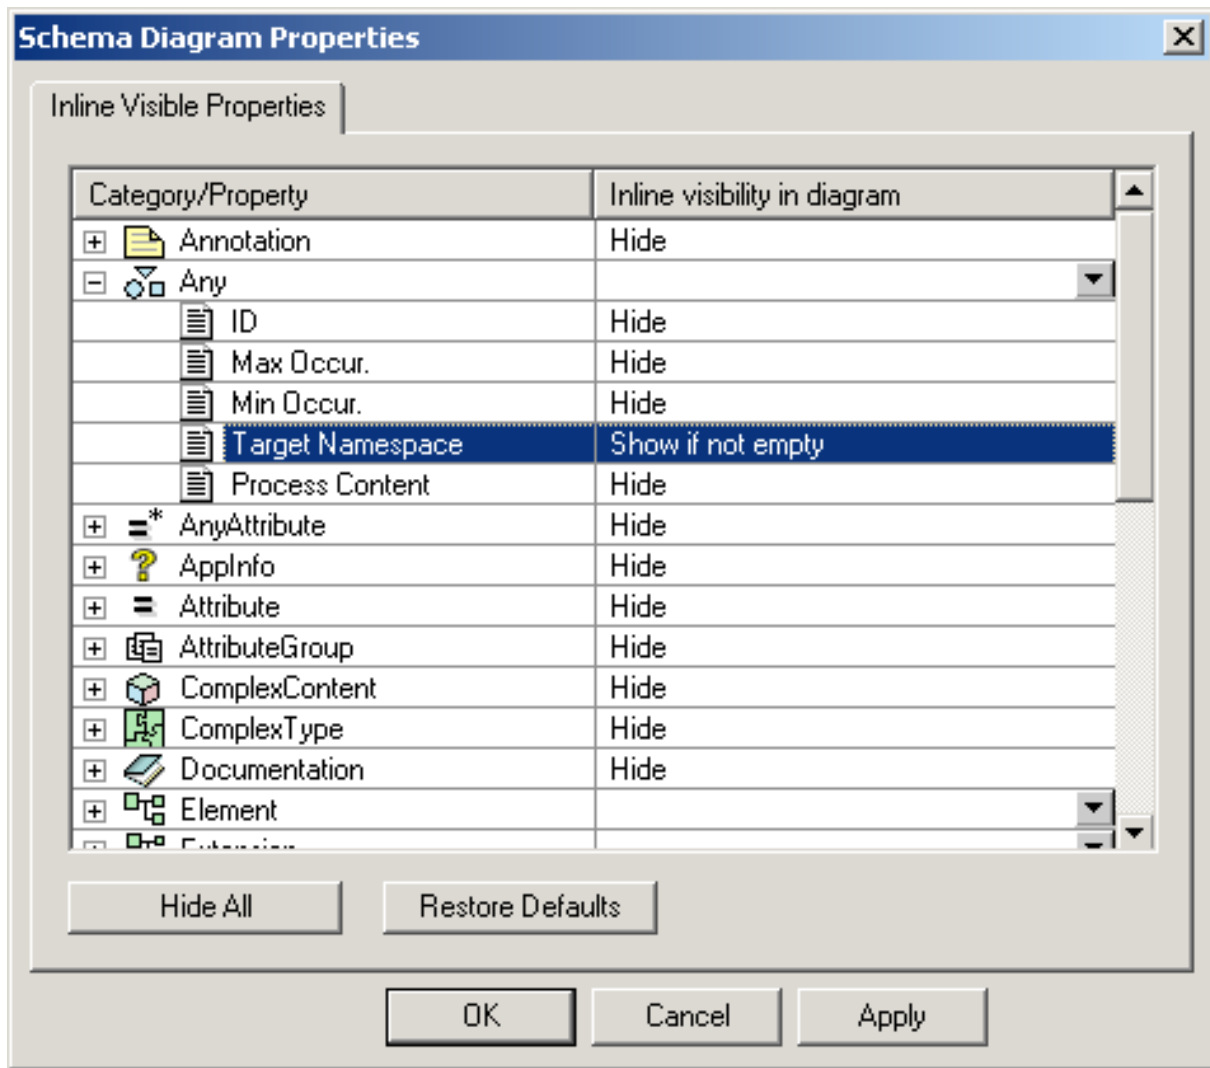 Schema Diagram Properties
Inline Visible Properties
Category/Property Inline visibility in diagram
Annotation Hide
Any
ID Hide
Max Occur. Hide
Min Occur. Hide
Target Namespace Show if not empty
Process Content Hide
AnyAttribute Hide
AppInfo Hide
Attribute Hide
AttributeGroup Hide
ComplexContent Hide
ComplexType Hide
Documentation Hide
Element
Extension
Hide All Restore Defaults
OK Cancel Apply